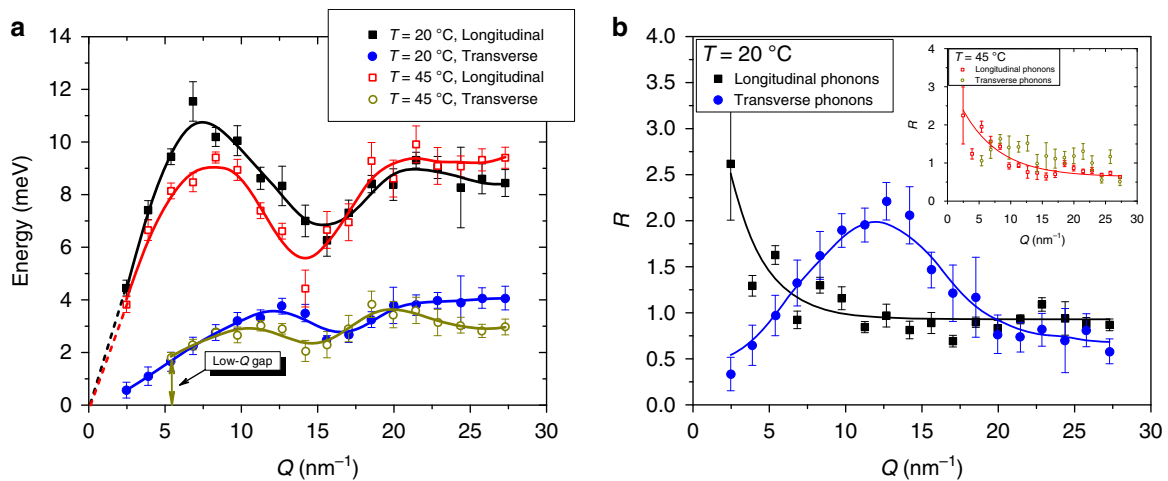 a
T = 20 °C, Longitudinal
T = 20 °C, Transverse
T = 45 °C, Longitudinal
T = 45 °C, Transverse
14
12
10
8
6
4
2
0
Energy (meV)
Low-Q gap
0 5 10 15 20 25 30
Q (nm⁻¹)
b
T = 20 °C
Longitudinal phonons
Transverse phonons
4.0
3.5
3.0
2.5
2.0
1.5
1.0
0.5
0.0
R
0 5 10 15 20 25 30
Q (nm⁻¹)
T = 45 °C
Longitudinal phonons
Transverse phonons
4
3
2
1
0
R
0 5 10 15 20 25
Q (nm⁻¹)